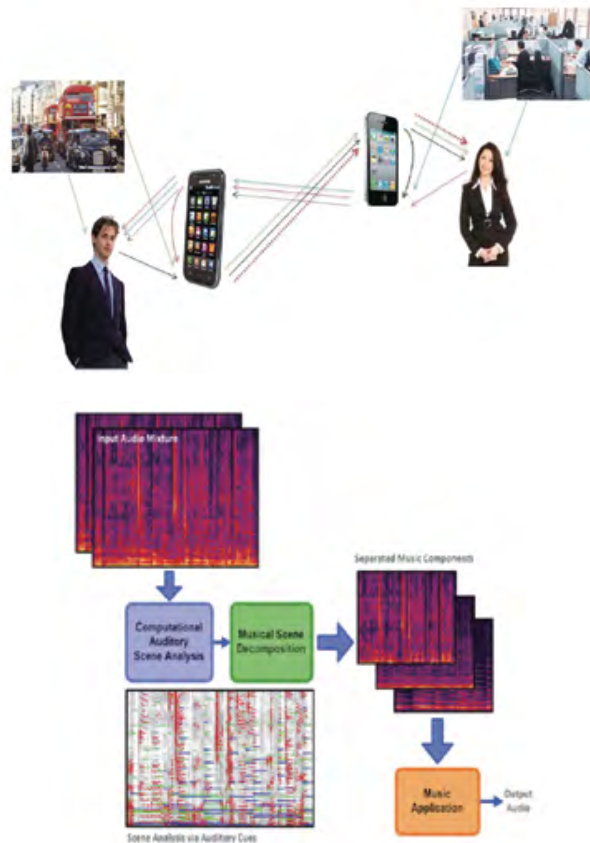 Input Audio Mixture
Separated Music Components
Computational
Auditory
Scene Analysis
Musical Scene
Decomposition
Music
Application
Output
Audio
Scene Analysis via Auditory Cues